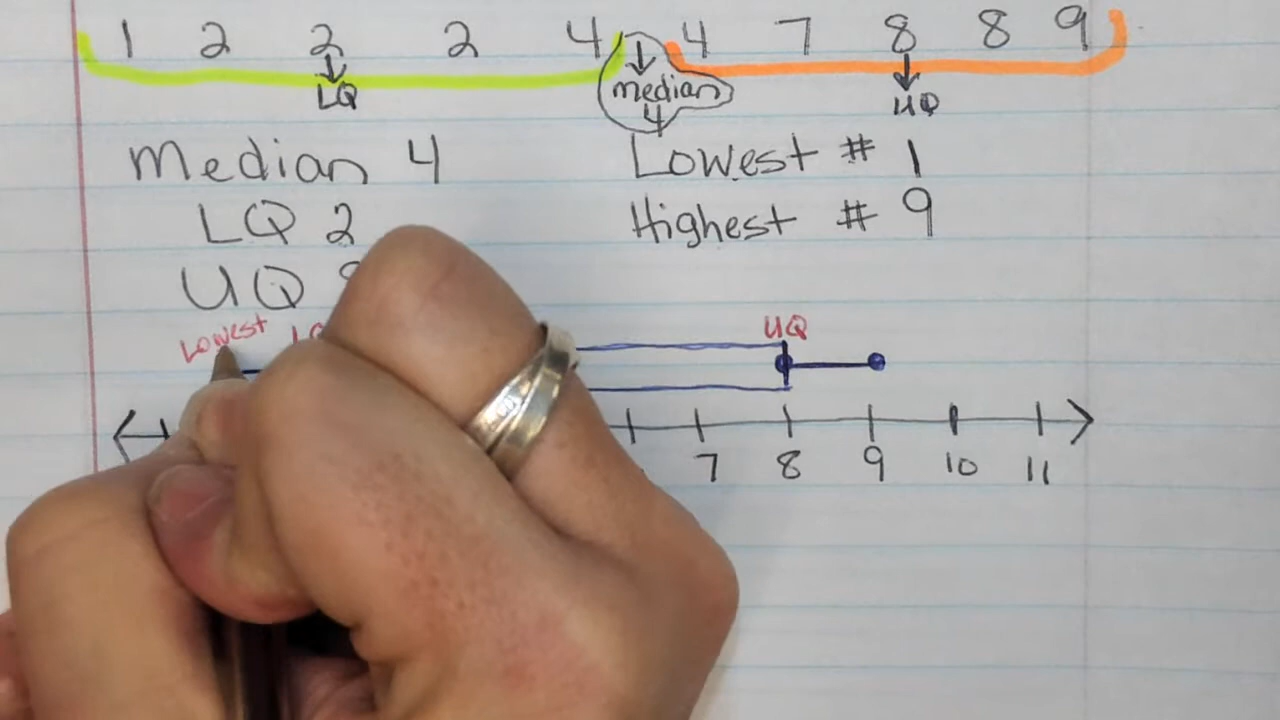 1 2 2 2 4 4 7 8 8 9
LQ median UQ
4
Median 4 Lowest # 1
LQ 2 Highest # 9
UQ
Lowest UQ
7 8 9 10 11